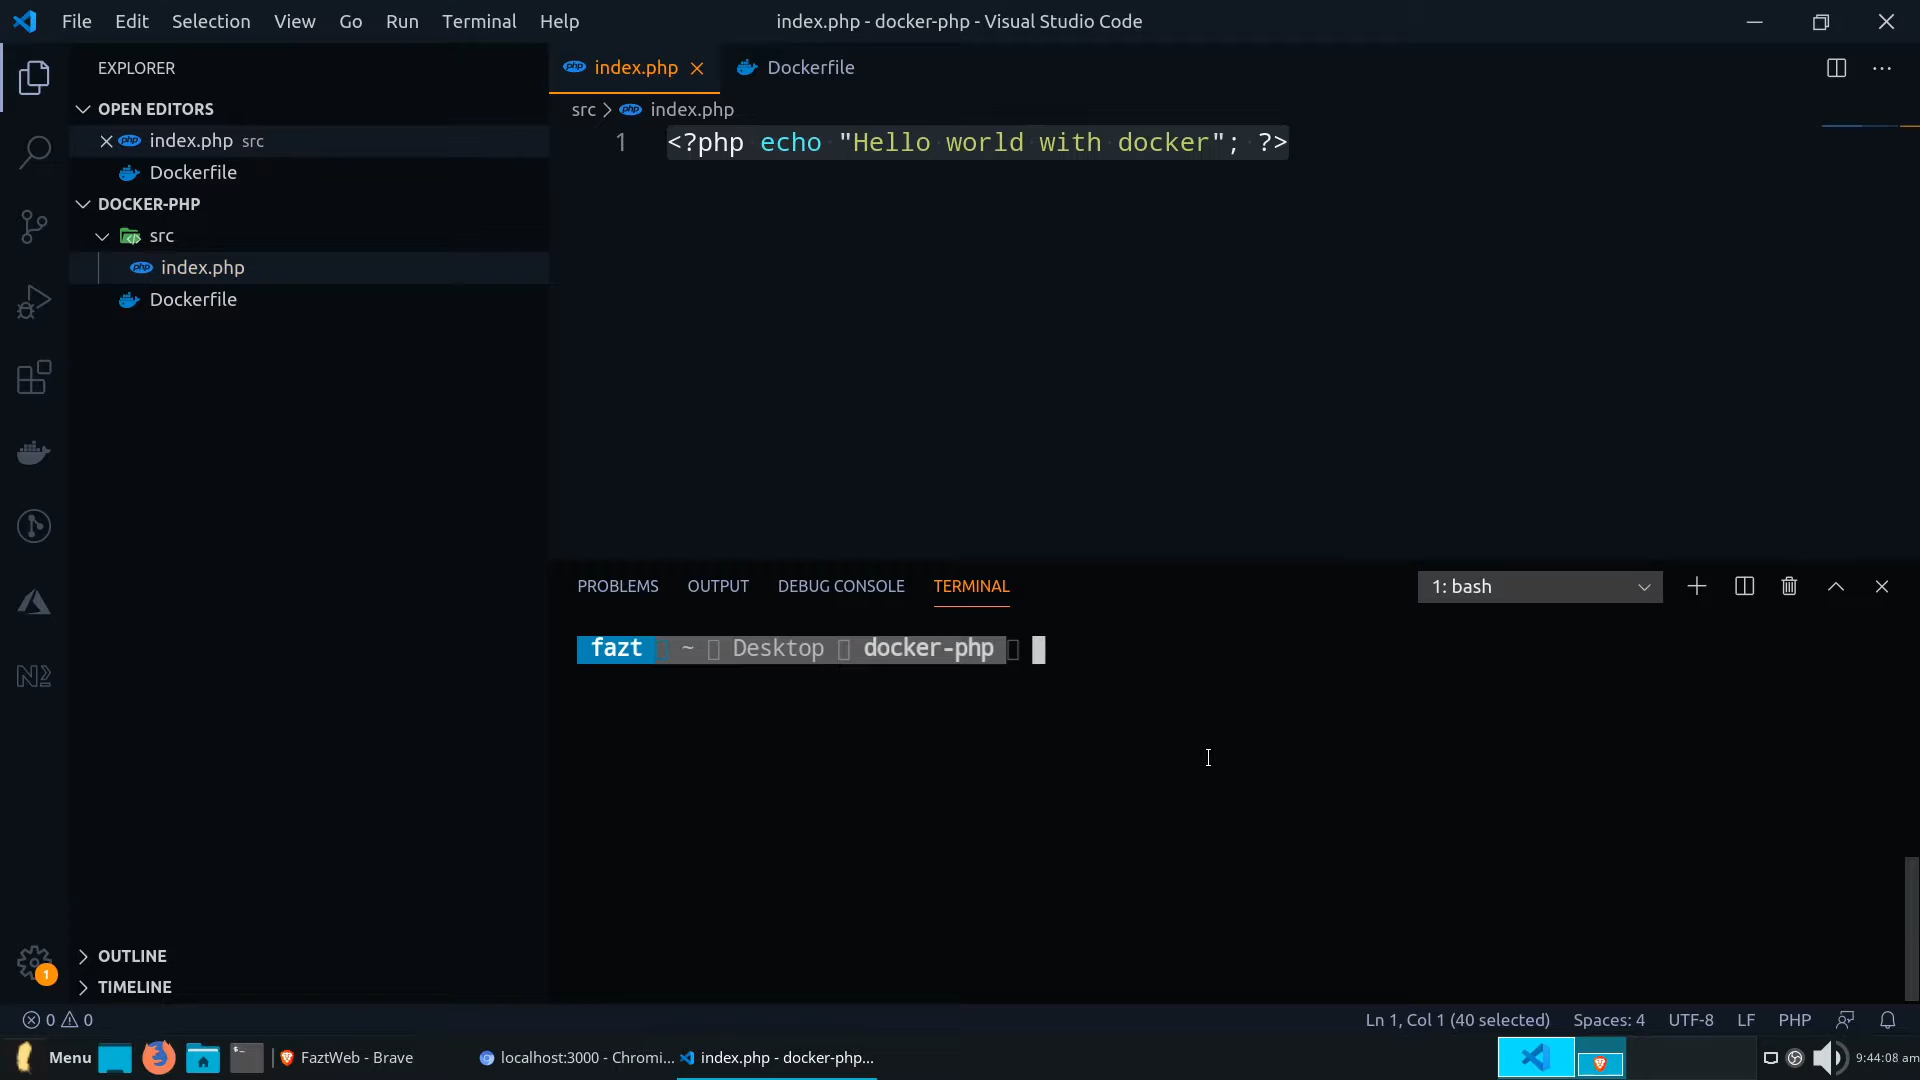 File Edit Selection View Go Run Terminal Help
index.php - docker-php - Visual Studio Code
EXPLORER
OPEN EDITORS
index.php src
Dockerfile
DOCKER-PHP
src
index.php
Dockerfile
OUTLINE
TIMELINE
index.php
Dockerfile
src > index.php
1 <?php echo "Hello world with docker"; ?>
PROBLEMS OUTPUT DEBUG CONSOLE TERMINAL
1: bash
fazt ~ Desktop docker-php
1
0 0
Ln 1, Col 1 (40 selected) Spaces: 4 UTF-8 LF PHP
Menu
FaztWeb - Brave
localhost:3000 - Chromi...
index.php - docker-php...
9:44:08 am